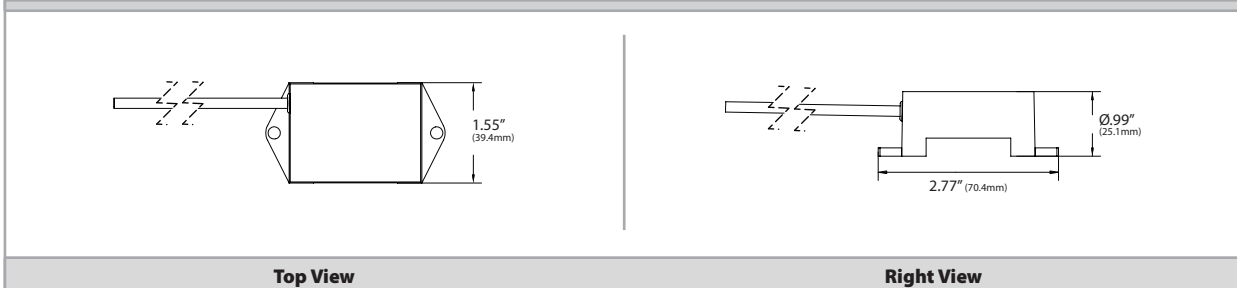 1.55"
(39.4mm)
Ø.99"
(25.1mm)
2.77" (70.4mm)
Top View
Right View